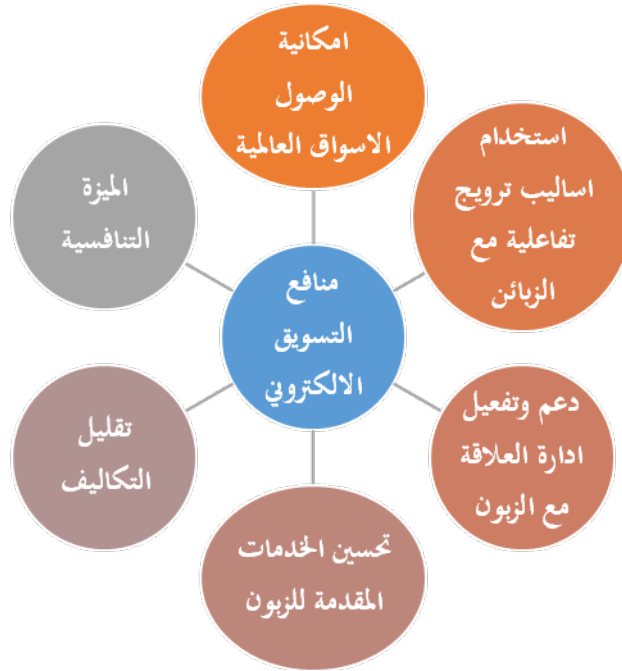 امكانية
الوصول
الاسواق العالمية
استخدام
اساليب ترويج
تفاعلية مع
الزبائن
الميزة
التنافسية
منافع
التسويق
الالكتروني
دعم وتفعيل
ادارة العلاقة
مع الزبون
تقليل
التكاليف
تحسين الخدمات
المقدمة للزبون